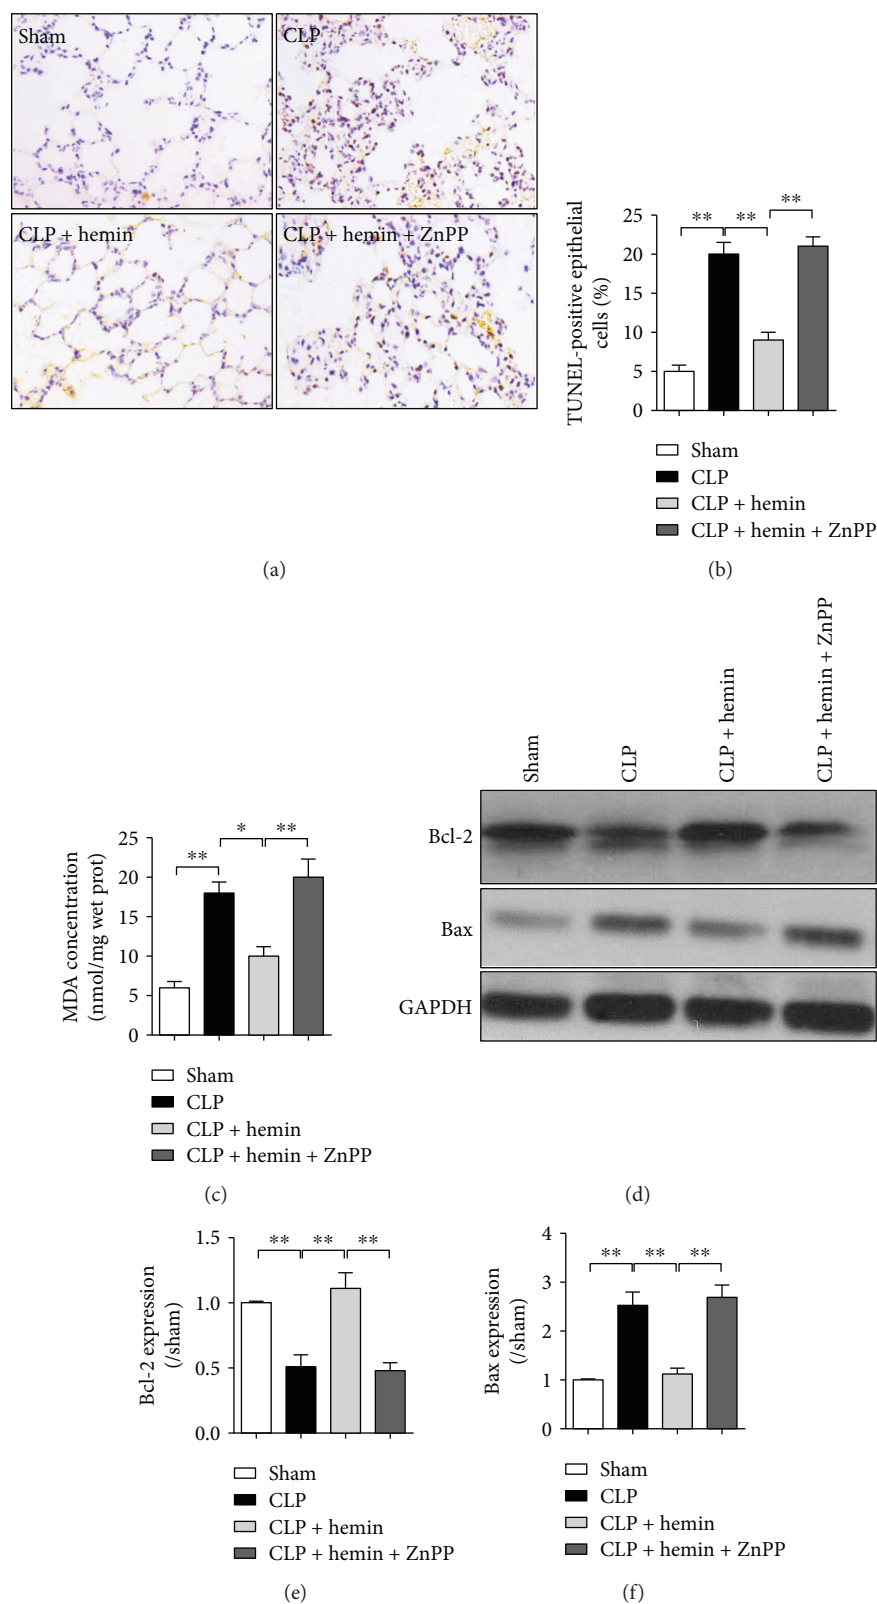 Sham
CLP
CLP + hemin
CLP + hemin + ZnPP
(a)
TUNEL-positive epithelial
cells (%)
25
20
15
10
5
0
** ** **
Sham
CLP
CLP + hemin
CLP + hemin + ZnPP
(b)
MDA concentration
(nmol/mg wet prot)
25
20
15
10
5
0
** * **
Sham
CLP
CLP + hemin
CLP + hemin + ZnPP
(c)
Sham
CLP
CLP + hemin
CLP + hemin + ZnPP
Bcl-2
Bax
GAPDH
(d)
Bcl-2 expression
(/sham)
1.5
1.0
0.5
0.0
** ** **
Sham
CLP
CLP + hemin
CLP + hemin + ZnPP
(e)
Bax expression
(/sham)
4
3
2
1
0
** ** **
Sham
CLP
CLP + hemin
CLP + hemin + ZnPP
(f)